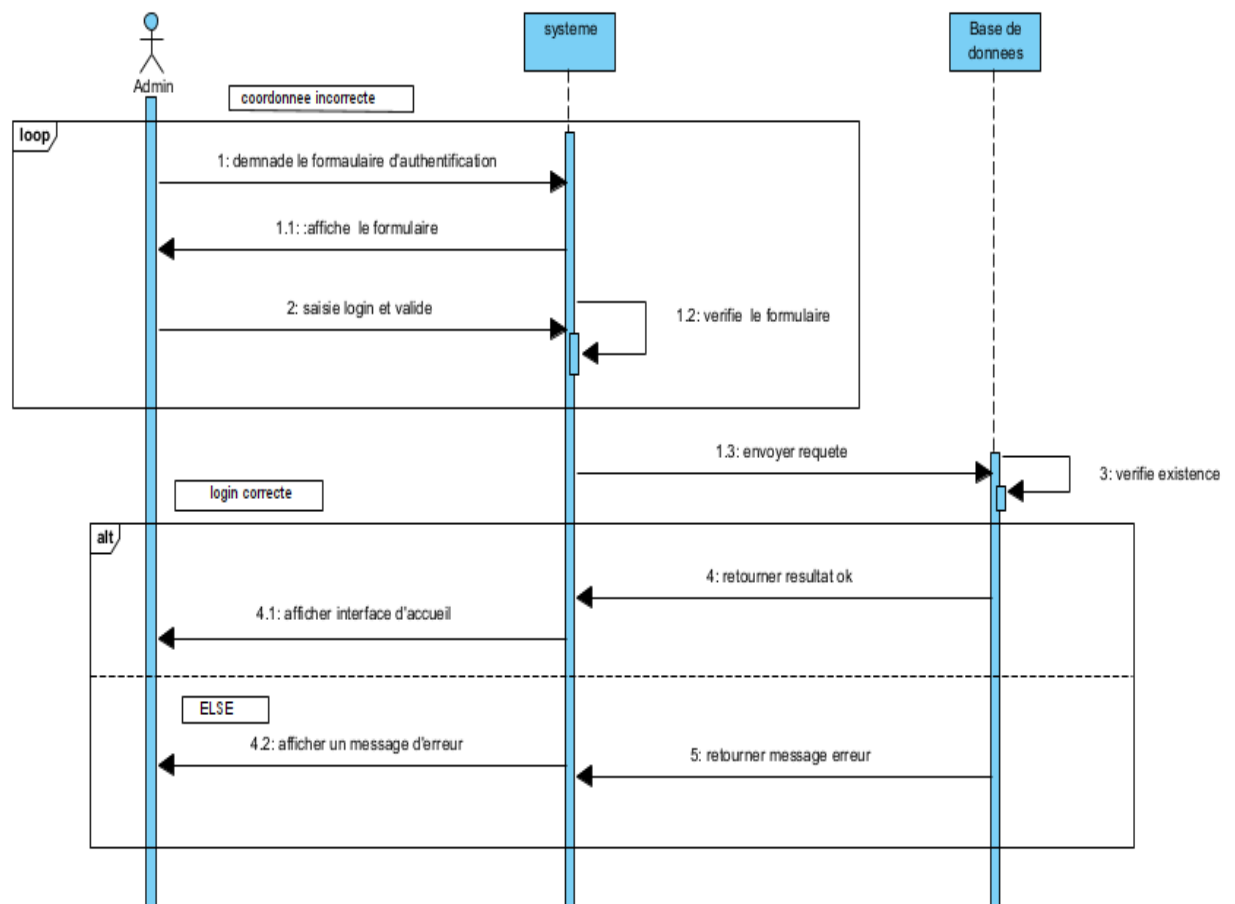 systeme
Base de
donnees
Admin
coordonnee incorrecte
loop
1: demnade le formaulaire d'authentification
1.1: :affiche le formulaire
2: saisie login et valide
1.2: verifie le formulaire
1.3: envoyer requete
3: verifie existence
login correcte
alt
4: retourner resultat ok
4.1: afficher interface d'accueil
ELSE
4.2: afficher un message d'erreur
5: retourner message erreur